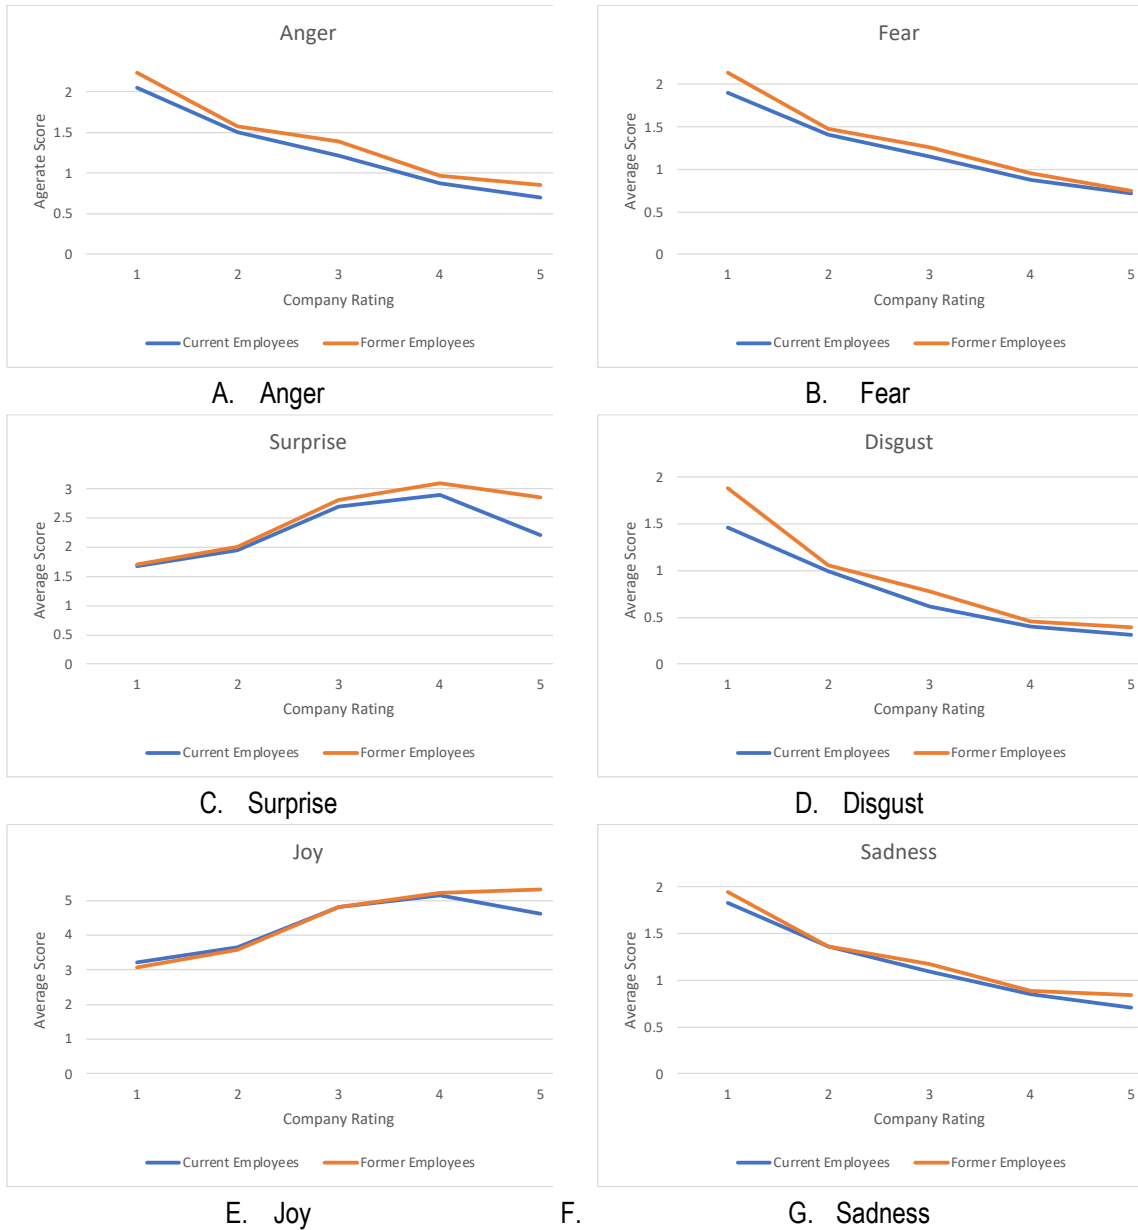 Anger
Agerate Score
2
1.5
1
0.5
0
1 2 3 4 5
Company Rating
Current Employees Former Employees
A. Anger
Fear
Average Score
2
1.5
1
0.5
0
1 2 3 4 5
Company Rating
Current Employees Former Employees
B. Fear
Surprise
Average Score
3
2.5
2
1.5
1
0.5
0
1 2 3 4 5
Company Rating
Current Employees Former Employees
C. Surprise
Disgust
Average Score
2
1.5
1
0.5
0
1 2 3 4 5
Company Rating
Current Employees Former Employees
D. Disgust
Joy
Average Score
5
4
3
2
1
0
1 2 3 4 5
Company Rating
Current Employees Former Employees
E. Joy
F.
Sadness
Average Score
2
1.5
1
0.5
0
1 2 3 4 5
Company Rating
Current Employees Former Employees
G. Sadness